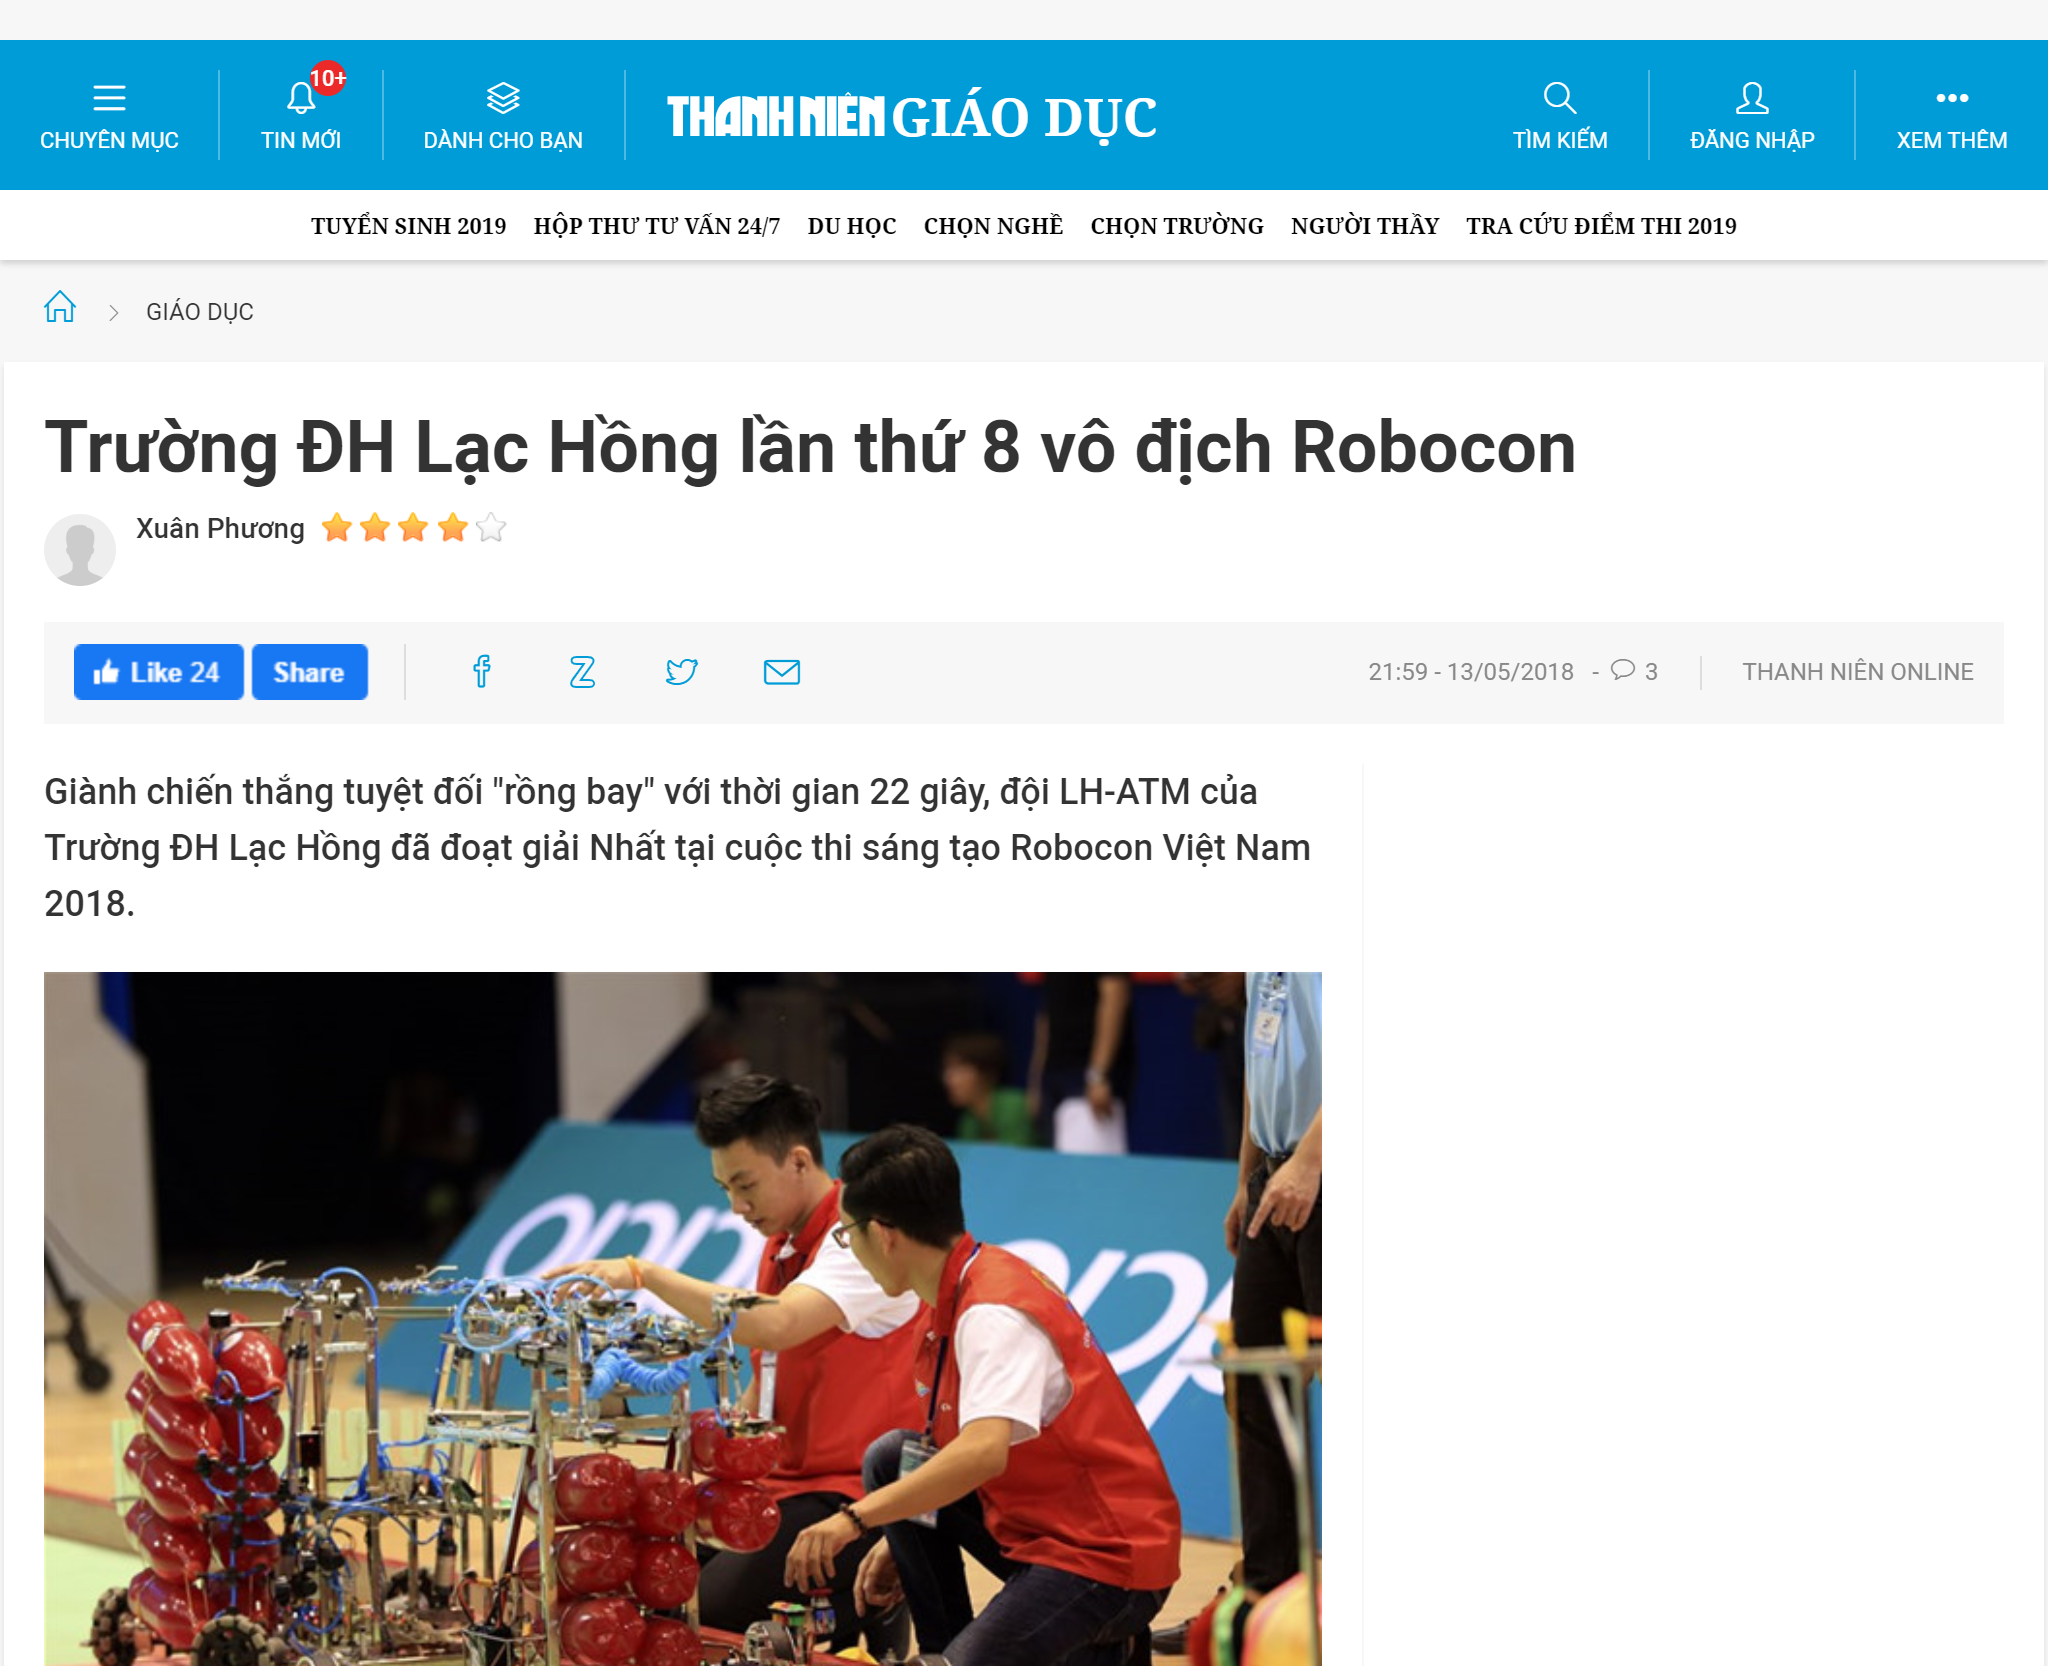 10+
CHUYÊN MỤC
TIN MỚI
DÀNH CHO BẠN
THANH NIÊN GIÁO DỤC
TÌM KIẾM
ĐĂNG NHẬP
XEM THÊM
TUYỂN SINH 2019 HỘP THƯ TƯ VẤN 24/7 DU HỌC CHỌN NGHỀ CHỌN TRƯỜNG NGƯỜI THẦY TRA CỨU ĐIỂM THI 2019
GIÁO DỤC
Trường ĐH Lạc Hồng lần thứ 8 vô địch Robocon
Xuân Phương
Like 24 Share
21:59 - 13/05/2018 - 3 THANH NIÊN ONLINE
Giành chiến thắng tuyệt đối "rồng bay" với thời gian 22 giây, đội LH-ATM của
Trường ĐH Lạc Hồng đã đoạt giải Nhất tại cuộc thi sáng tạo Robocon Việt Nam
2018.
oppo